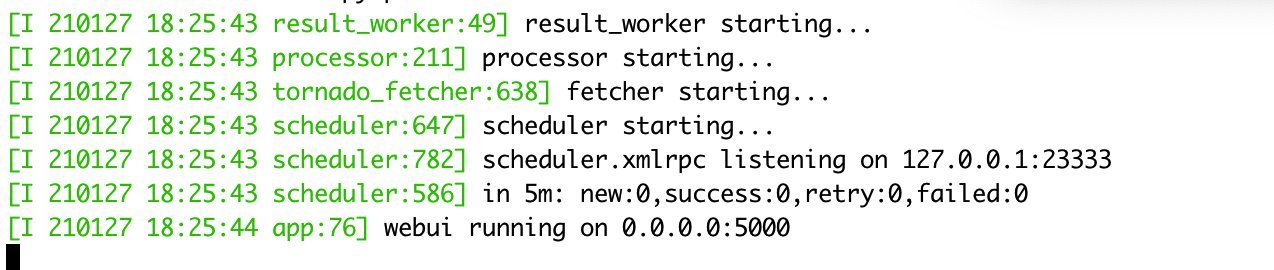 [I 210127 18:25:43 result_worker:49] result_worker starting...
[I 210127 18:25:43 processor:211] processor starting...
[I 210127 18:25:43 tornado_fetcher:638] fetcher starting...
[I 210127 18:25:43 scheduler:647] scheduler starting...
[I 210127 18:25:43 scheduler:782] scheduler.xmlrpc listening on 127.0.0.1:23333
[I 210127 18:25:43 scheduler:586] in 5m: new:0,success:0,retry:0,failed:0
[I 210127 18:25:44 app:76] webui running on 0.0.0.0:5000